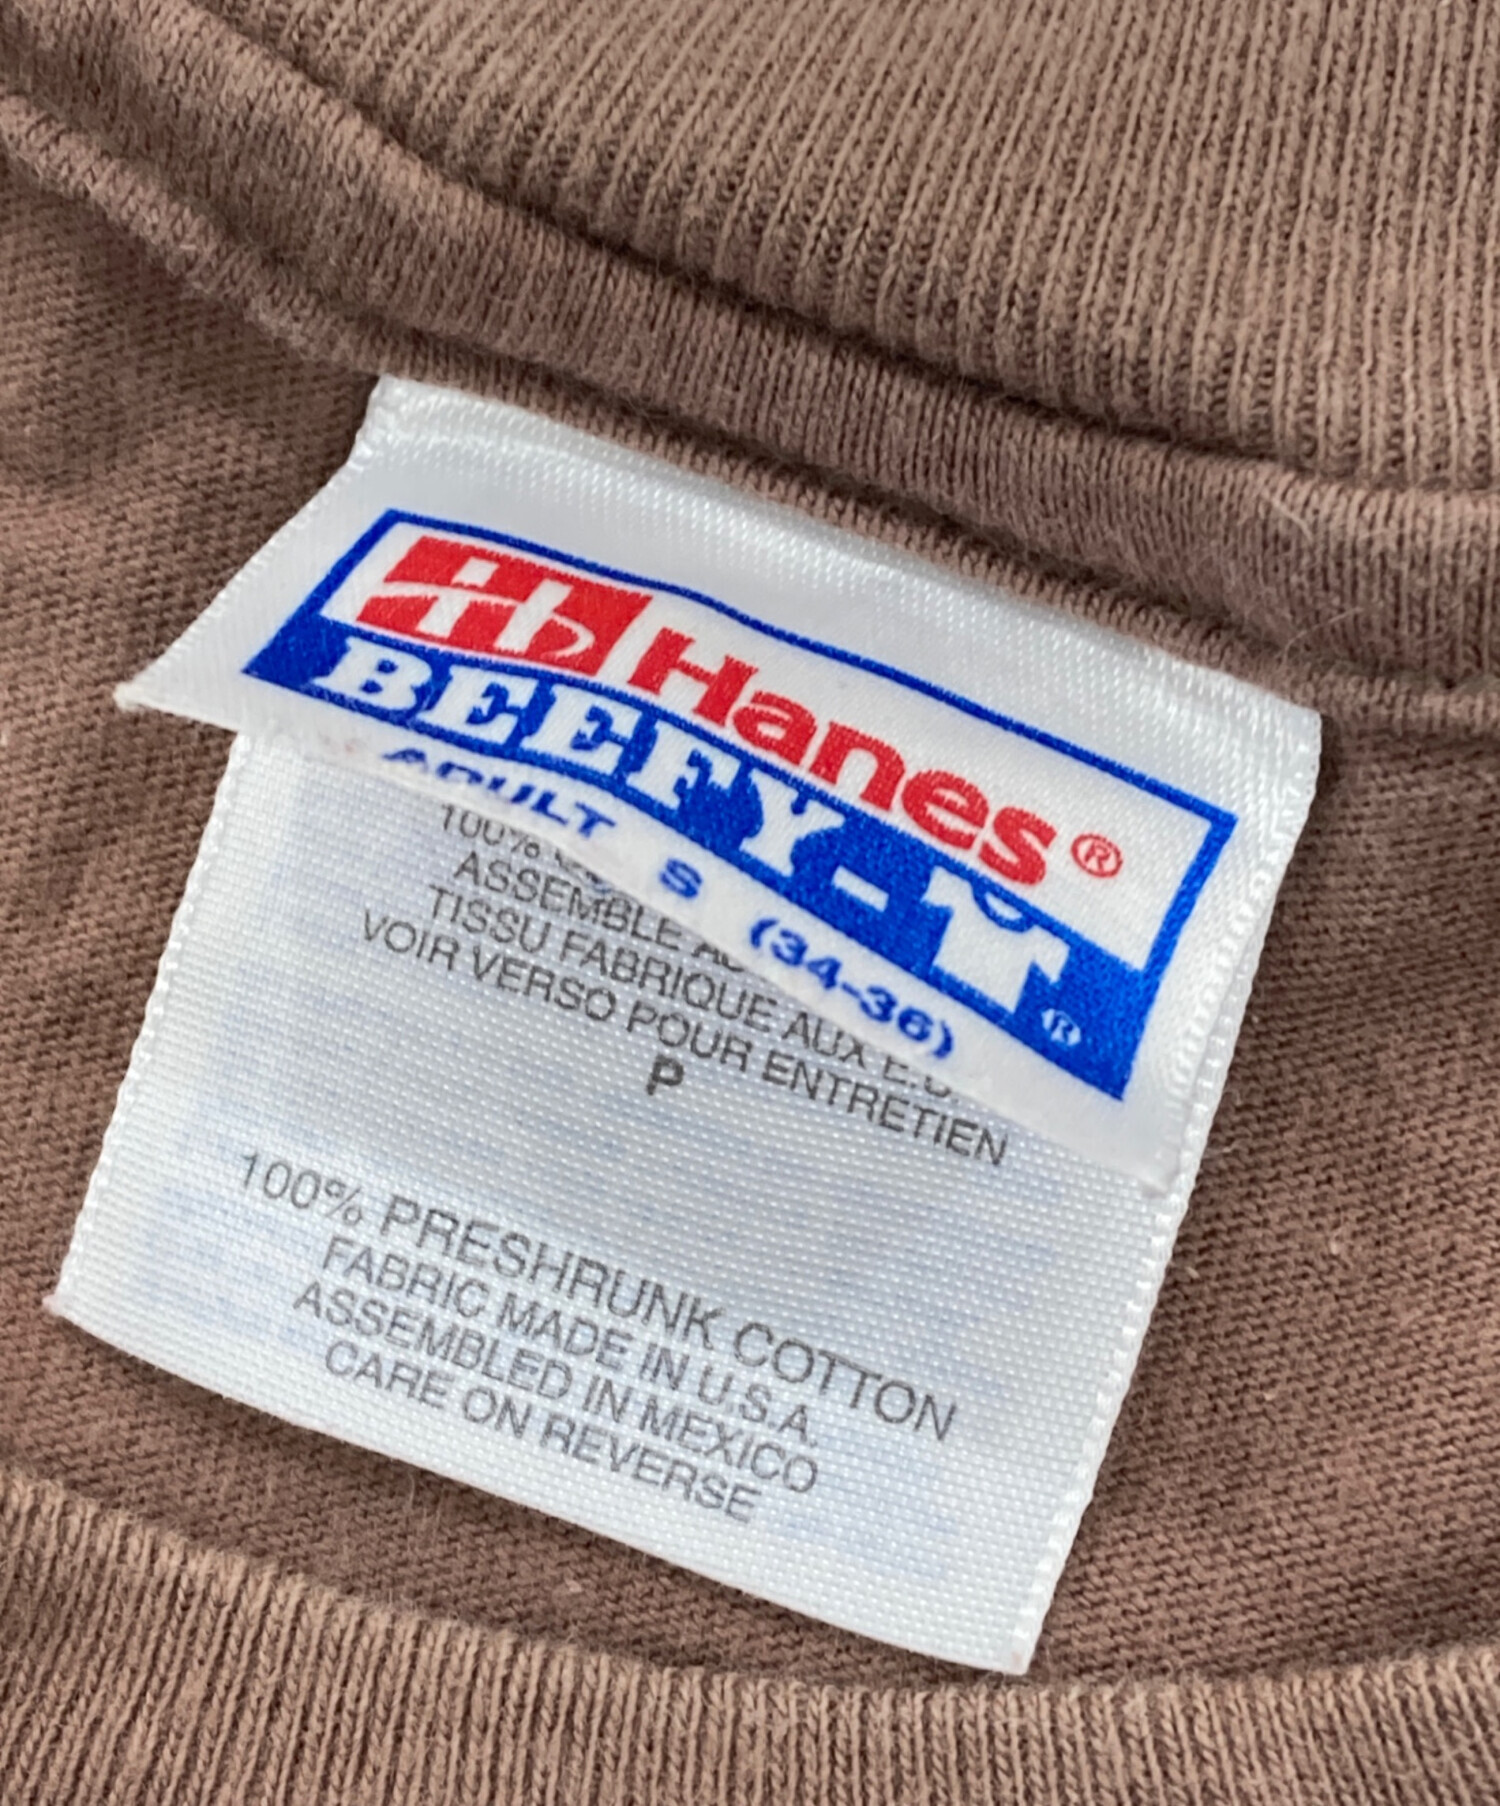 Hanes®
BEEFY-T®
ADULT S (34-36)
100%
ASSEMBLE
TISSU FABRIQUE AUX E.U.
VOIR VERSO POUR ENTRETIEN
P
100% PRESHRUNK COTTON
FABRIC MADE IN U.S.A.
ASSEMBLED IN MEXICO
CARE ON REVERSE